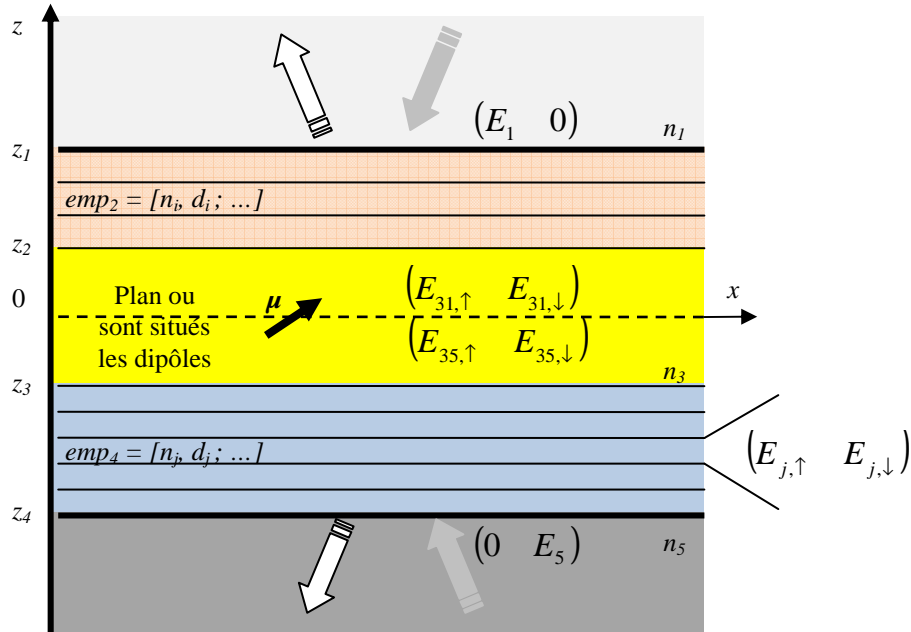 z
(E₁ 0)
n₁
z₁
emp₂ = [nᵢ, dᵢ ; ...]
z₂
0
Plan ou
sont situés
les dipôles
μ
(E₃₁,↑ E₃₁,↓)
x
(E₃₅,↑ E₃₅,↓)
n₃
z₃
emp₄ = [nⱼ, dⱼ ; ...]
(Eⱼ,↑ Eⱼ,↓)
z₄
(0 E₅)
n₅